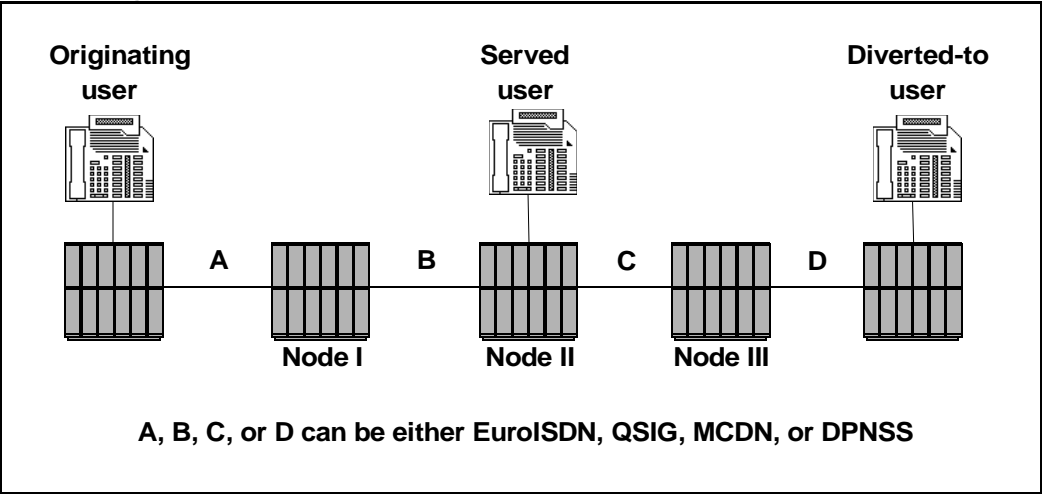 Originating user
Served user
Diverted-to user
A
B
C
D
Node I
Node II
Node III
A, B, C, or D can be either EuroISDN, QSIG, MCDN, or DPNSS